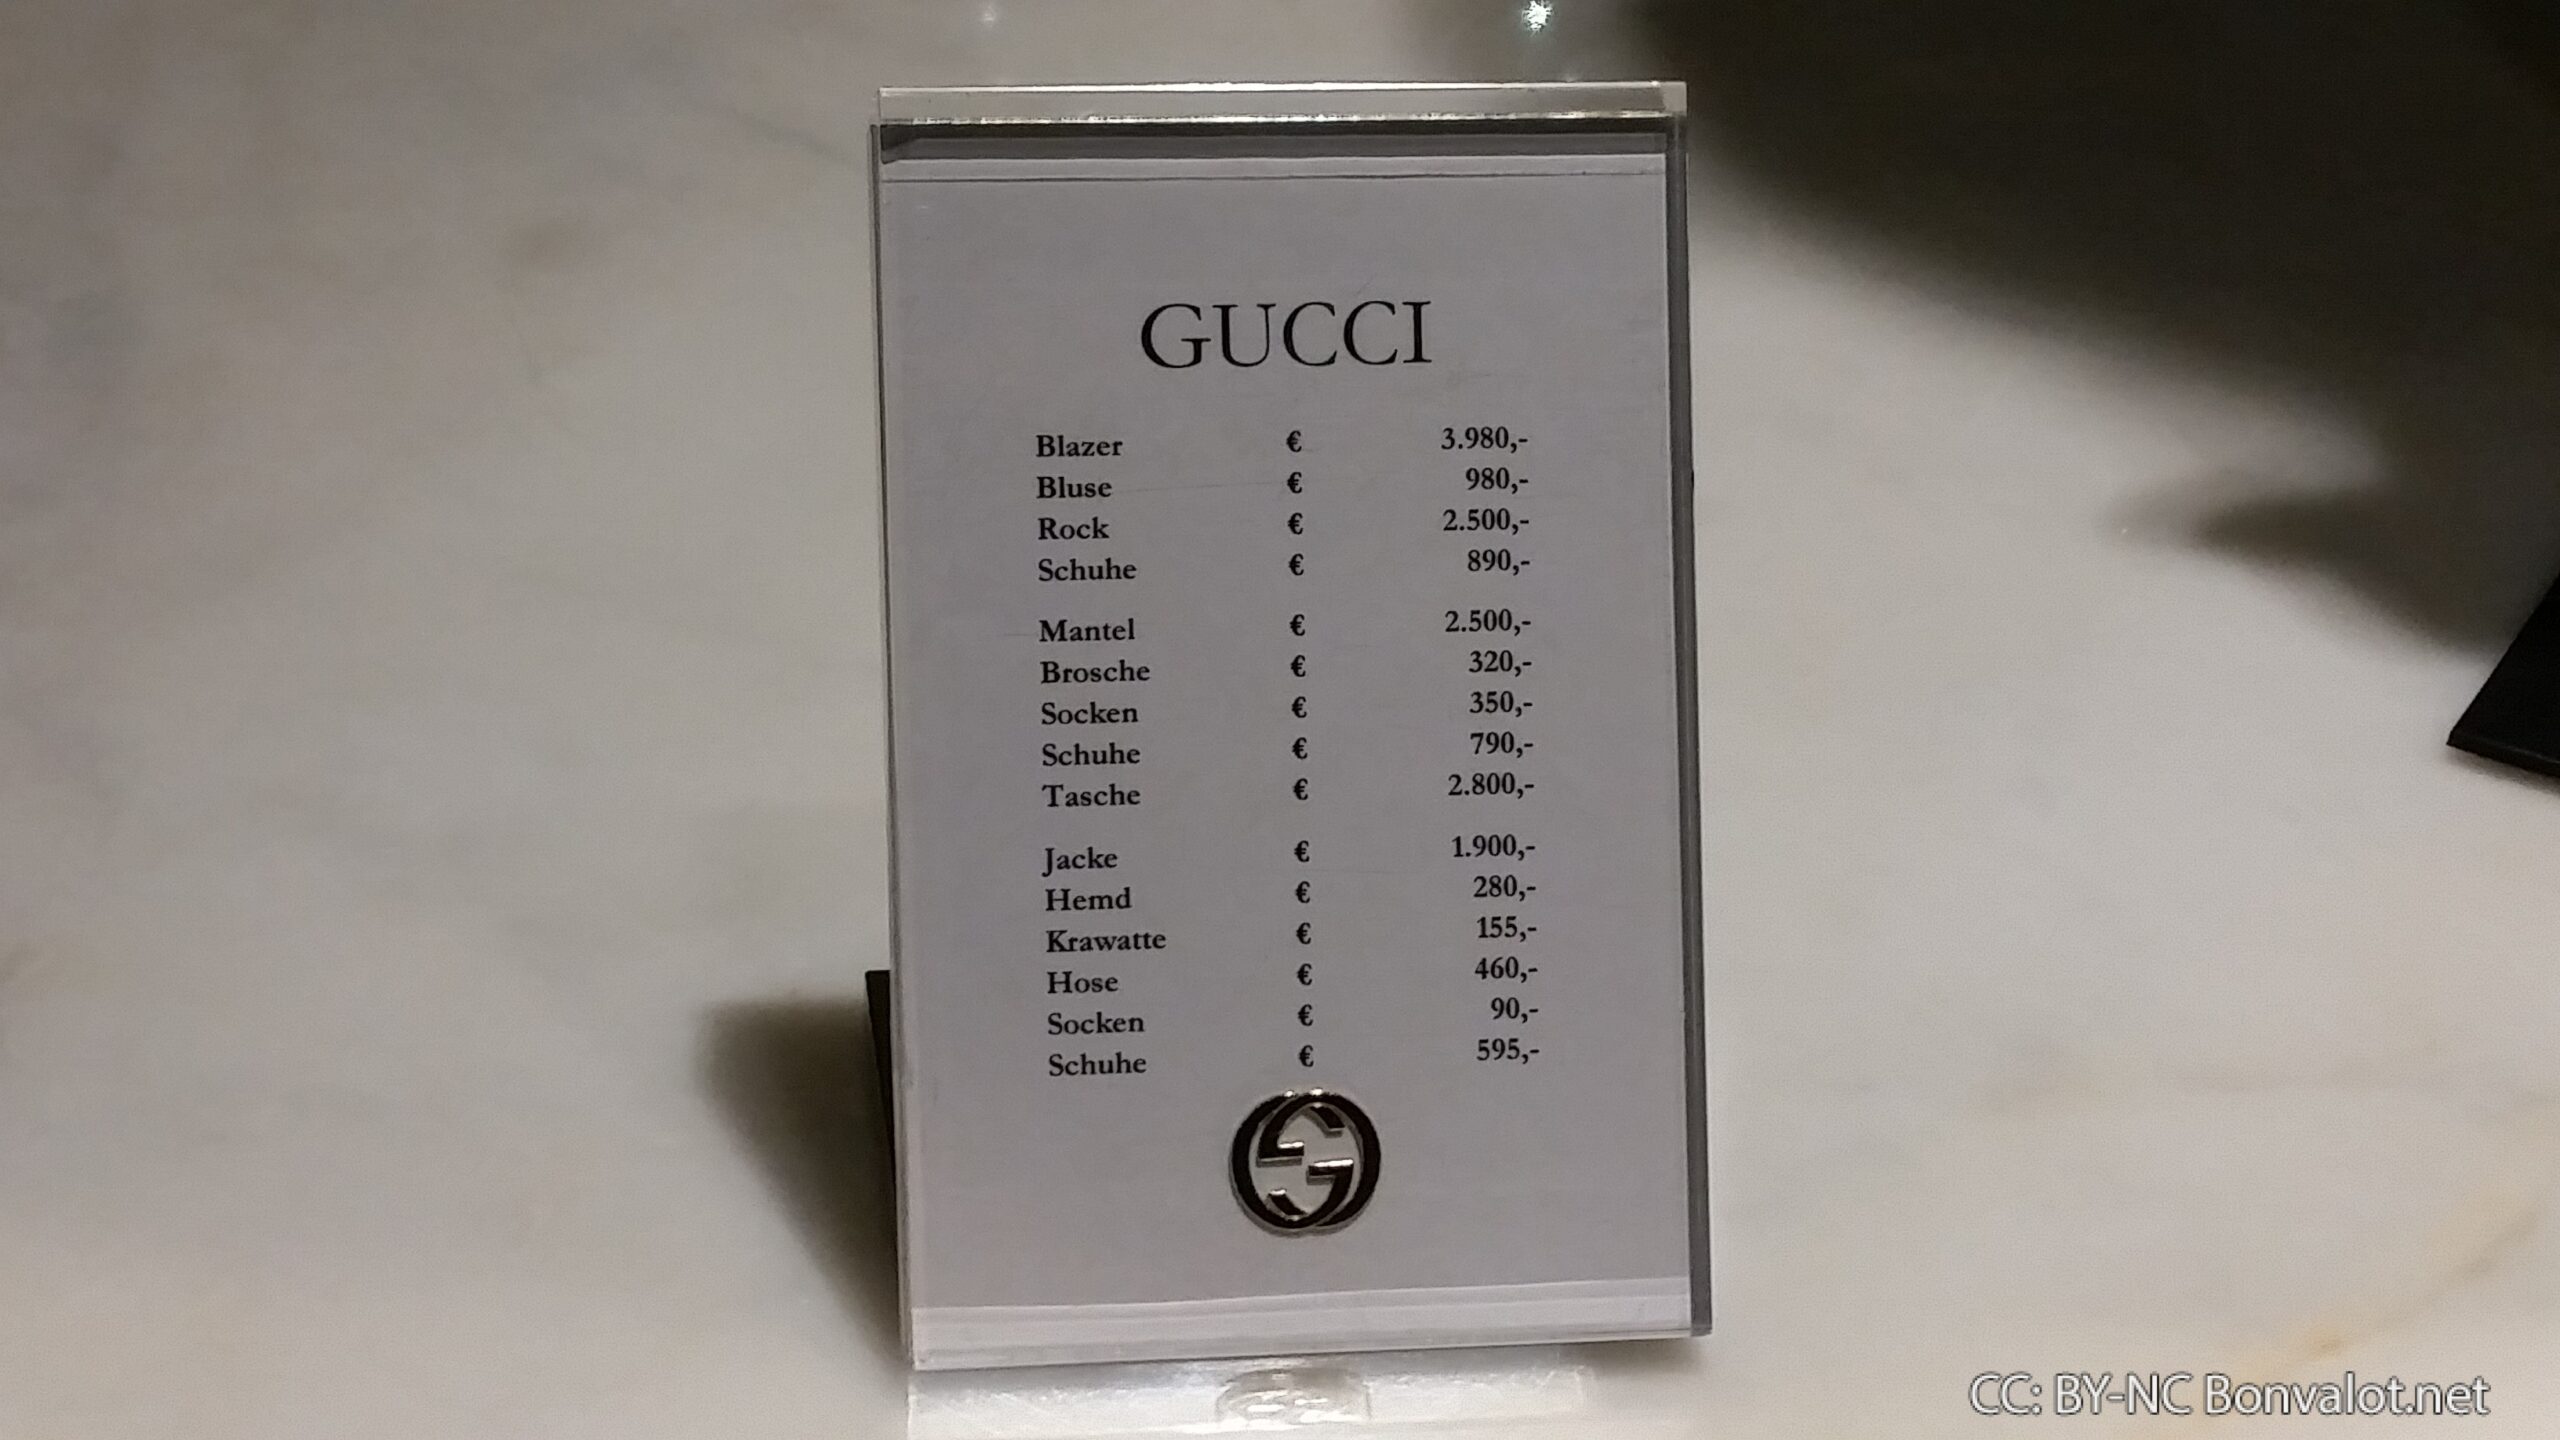 GUCCI
Blazer € 3.980,-
Bluse € 980,-
Rock € 2.500,-
Schuhe € 890,-
Mantel € 2.500,-
Brosche € 320,-
Socken € 350,-
Schuhe € 790,-
Tasche € 2.800,-
Jacke € 1.900,-
Hemd € 280,-
Krawatte € 155,-
Hose € 460,-
Socken € 90,-
Schuhe € 595,-
CC: BY-NC Bonvalot.net